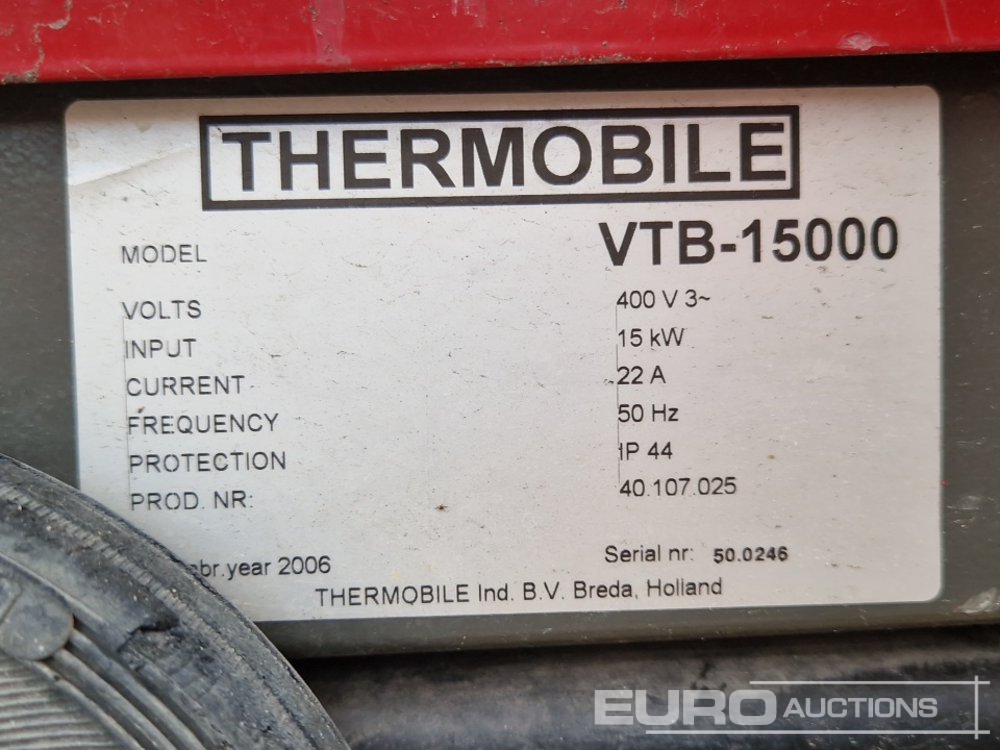 THERMOBILE
MODEL VTB-15000
VOLTS 400 V 3~
INPUT 15 kW
CURRENT 22 A
FREQUENCY 50 Hz
PROTECTION IP 44
PROD. NR: 40.107.025
year 2006 Serial nr: 50.0246
THERMOBILE Ind. B.V. Breda, Holland
EURO AUCTIONS